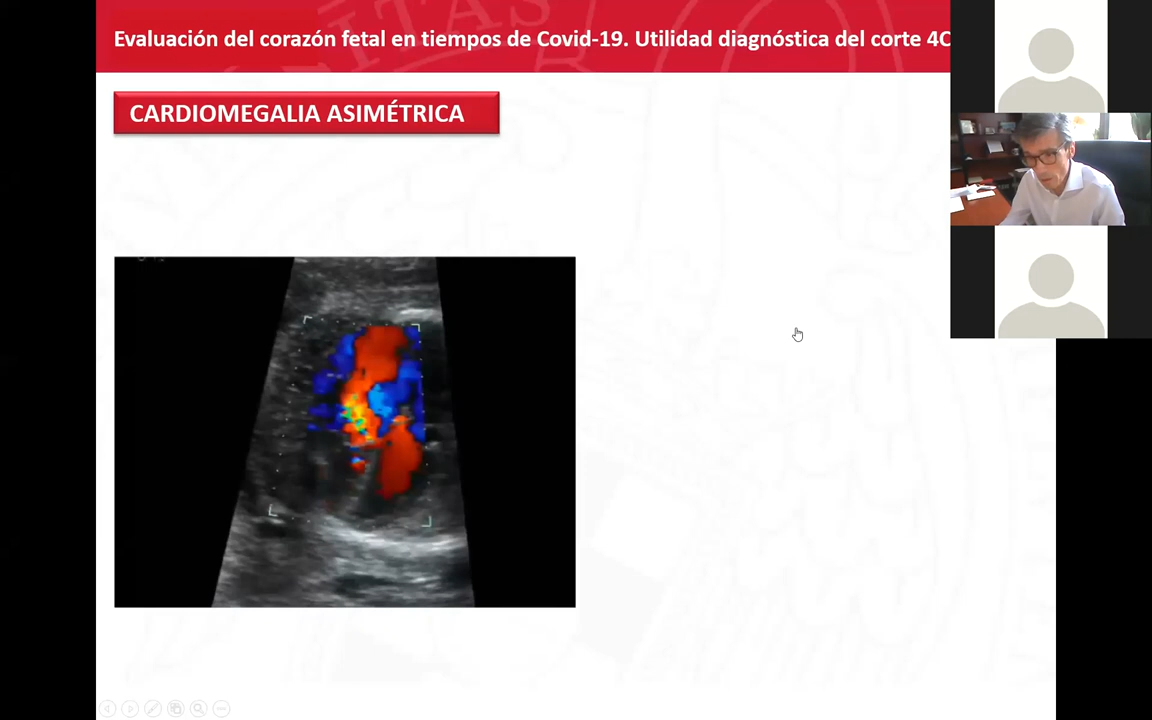 Evaluación del corazón fetal en tiempos de Covid-19. Utilidad diagnóstica del corte 4C
CARDIOMEGALIA ASIMÉTRICA